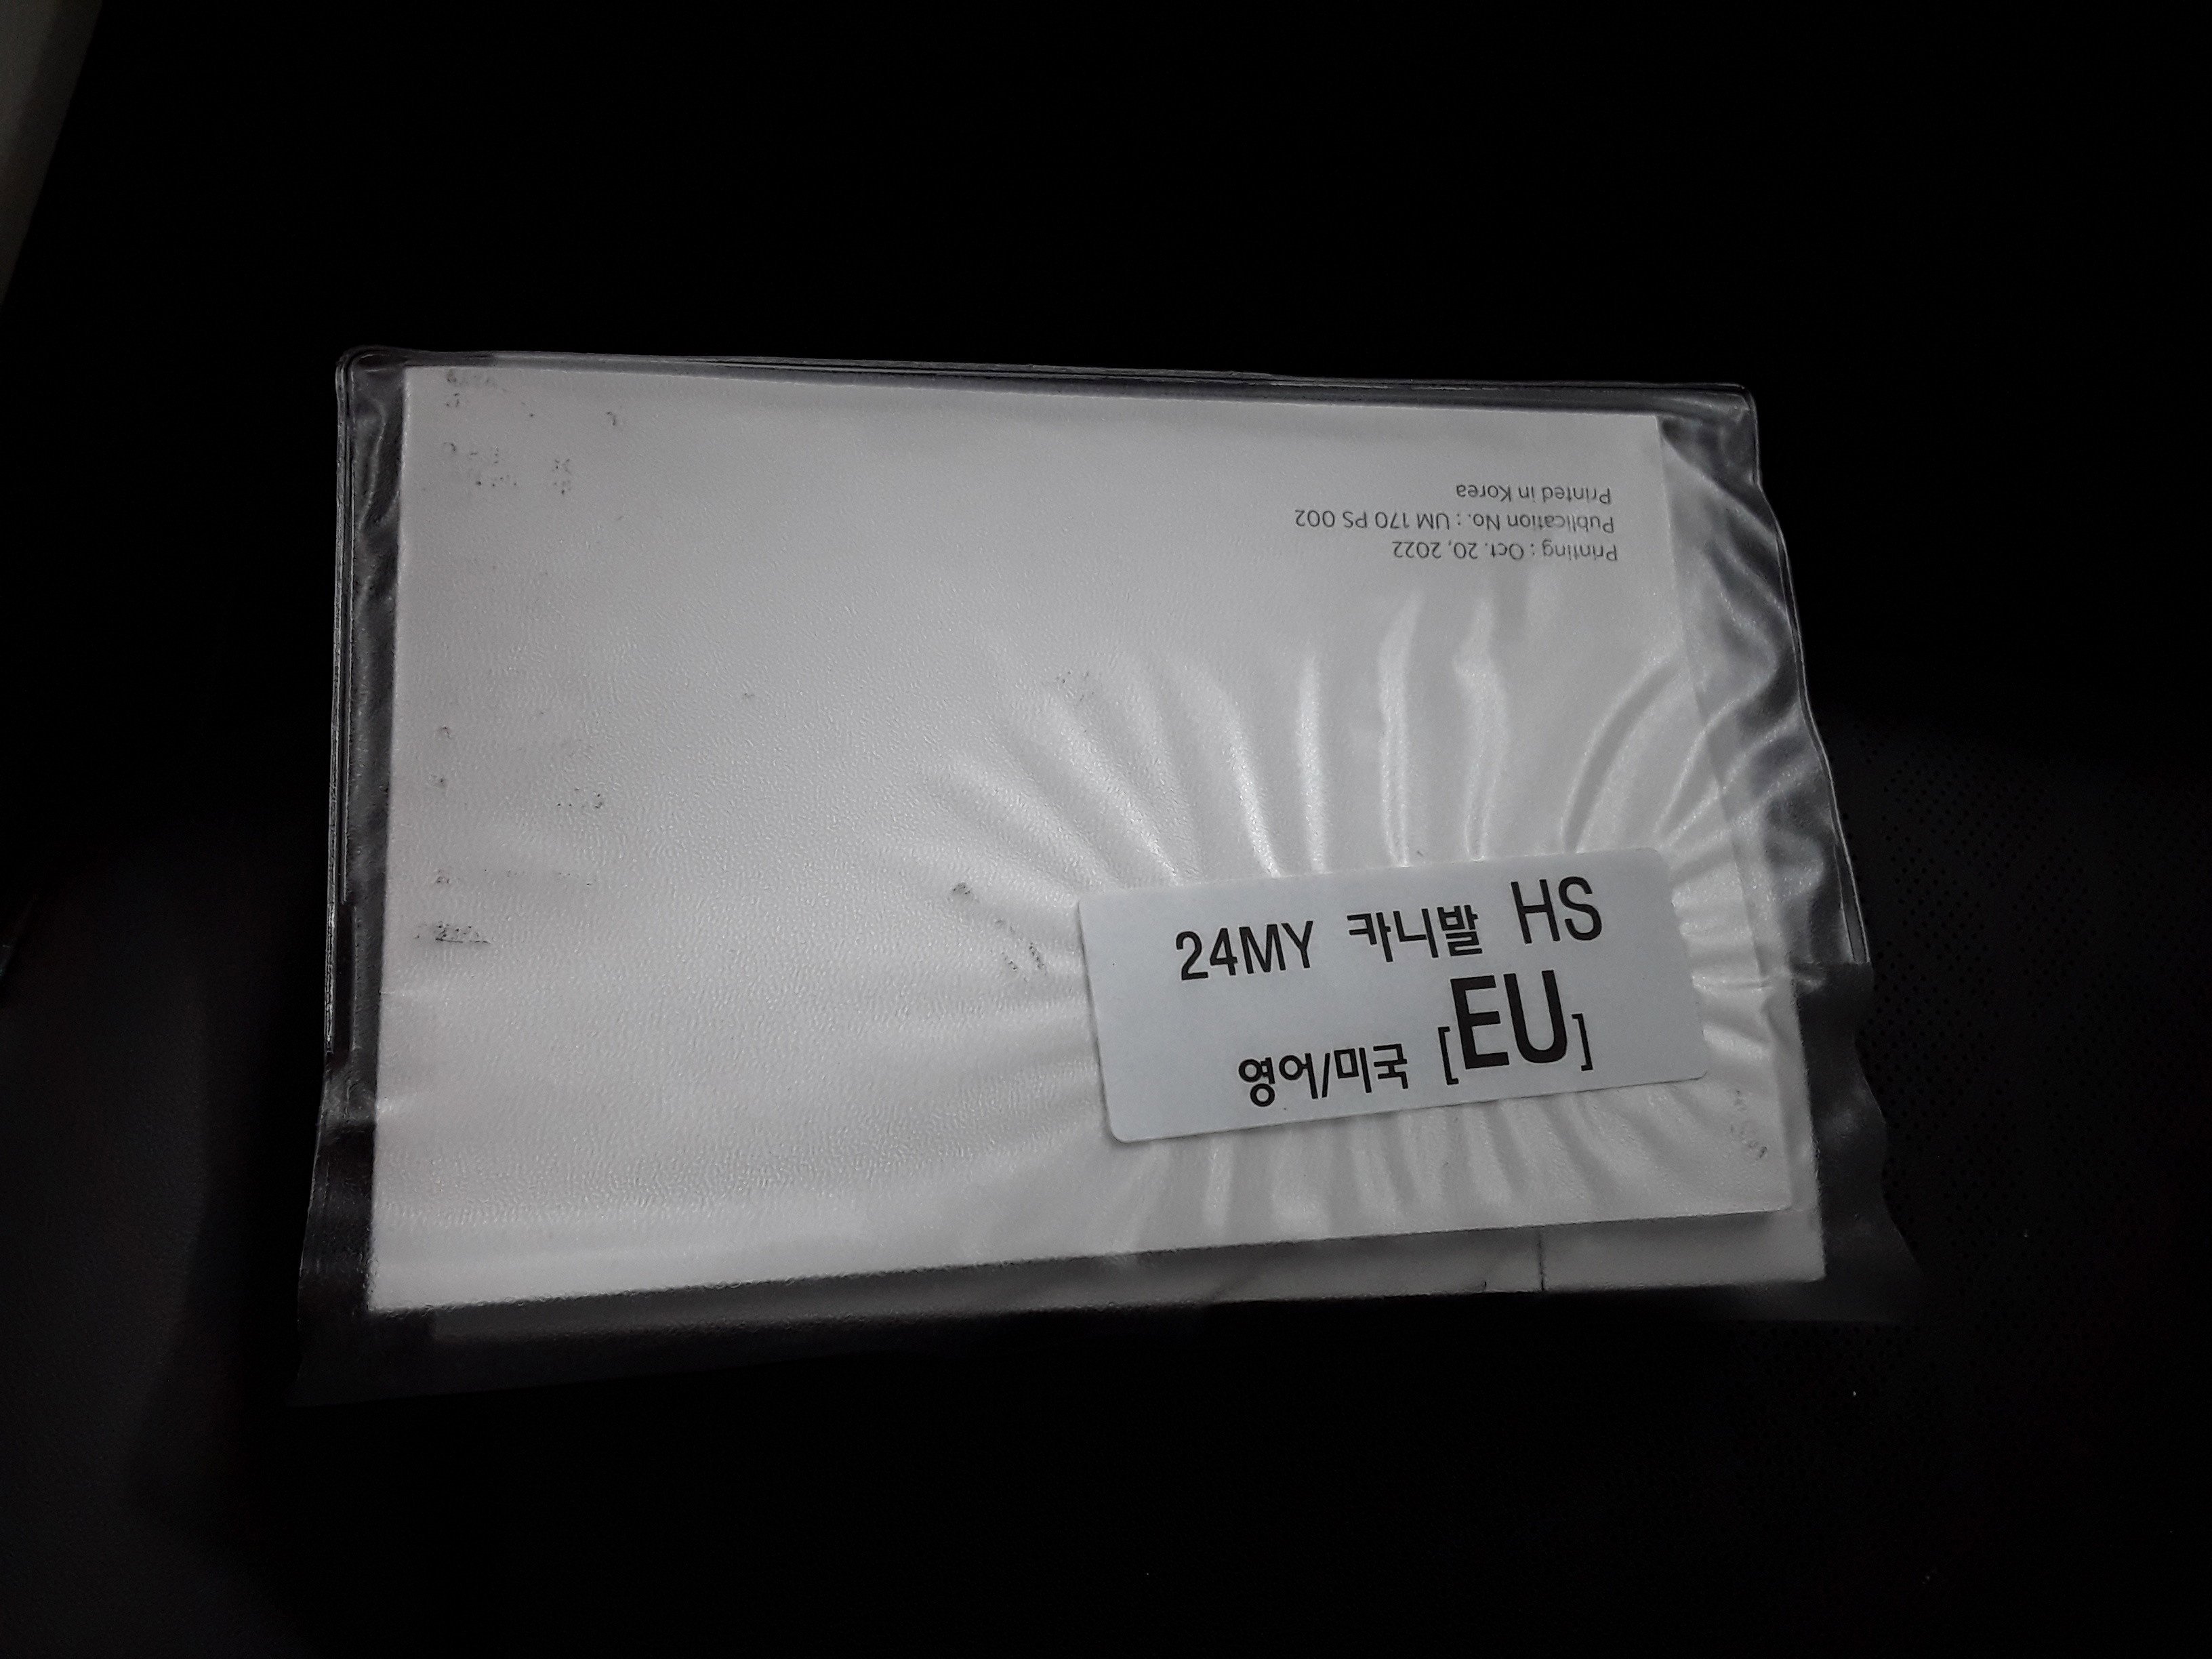 Printing : Oct. 20, 2022
Publication No. : UM 170 PS 002
Printed in Korea
24MY 카니발 HS
영어/미국 [EU]